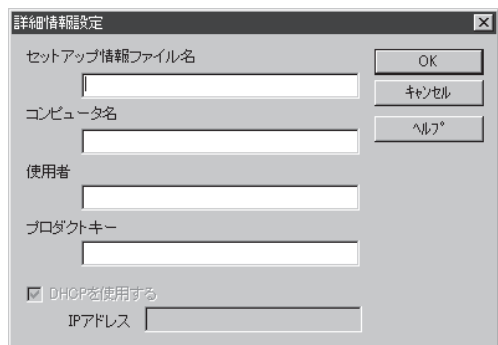 詳細情報設定
セットアップ情報ファイル名
OK
キャンセル
コンピュータ名
ヘルプ
使用者
プロダクトキー
DHCPを使用する
IPアドレス